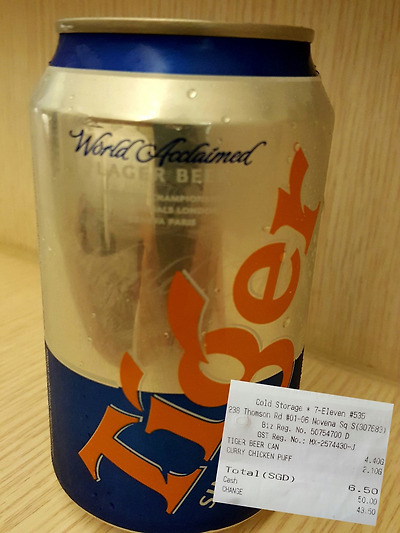 World Acclaimed
LAGER BEER
Tiger
Cold Storage * 7-Eleven #535
238 Thomson Rd #01-06 Novena Sq S(307683)
Biz Reg. No. 50754700 D
GST Reg. No.: MX-2574430-J
TIGER BEER CAN 4.40G
CURRY CHICKEN PUFF 2.10G
Total(SGD) 6.50
Cash 50.00
CHANGE 43.50